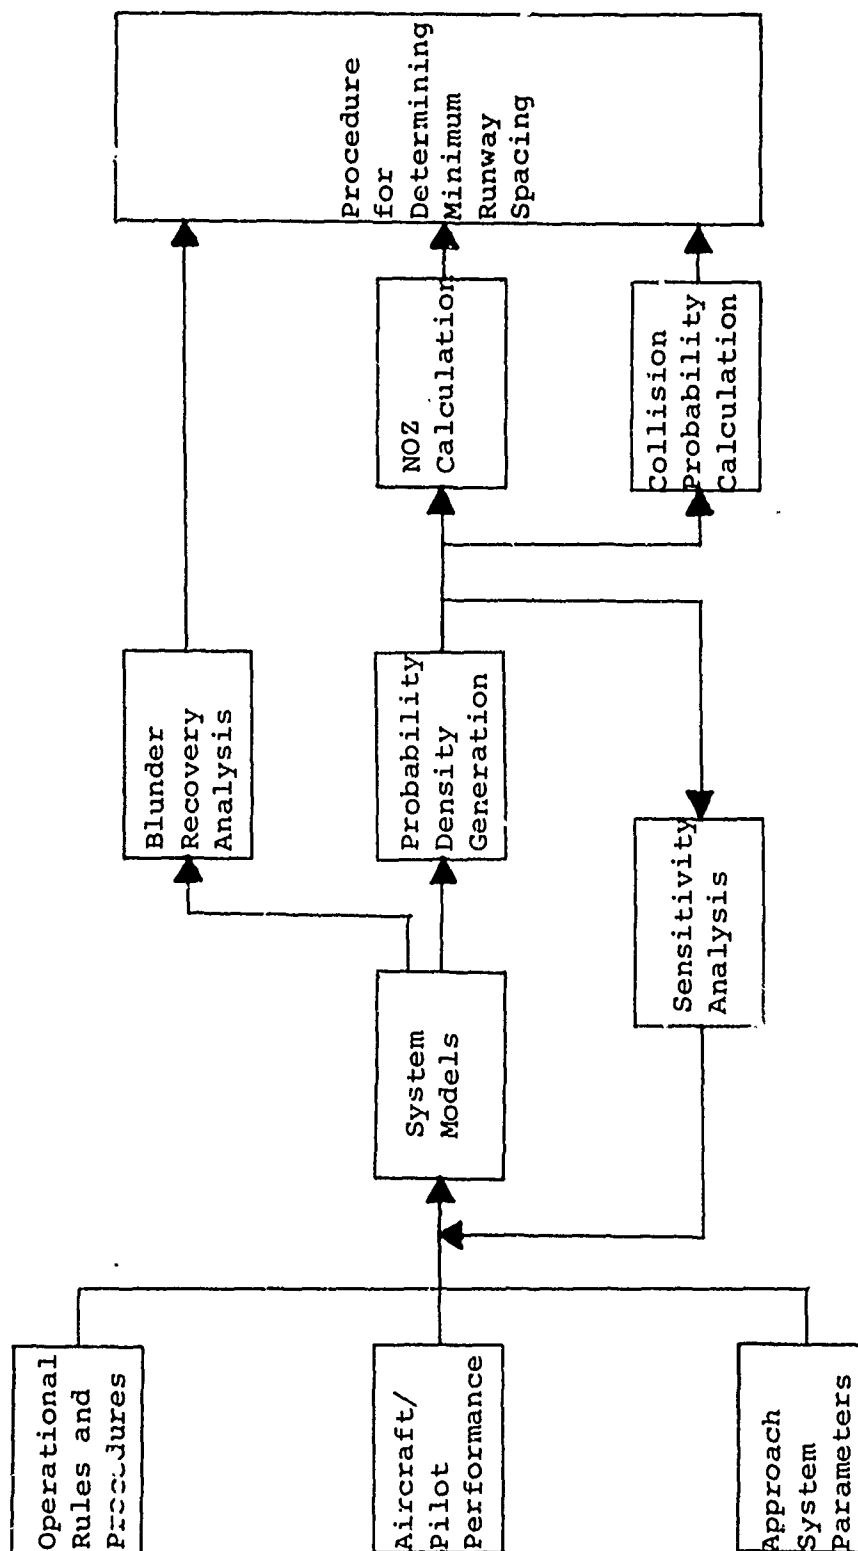 Operational
Rules and
Procedures
Aircraft/
Pilot
Performance
Approach
System
Parameters
System
Models
Blunder
Recovery
Analysis
Probability
Density
Generation
Sensitivity
Analysis
NOZ
Calculation
Collision
Probability
Calculation
Procedure
for
Determining
Minimum
Runway
Spacing